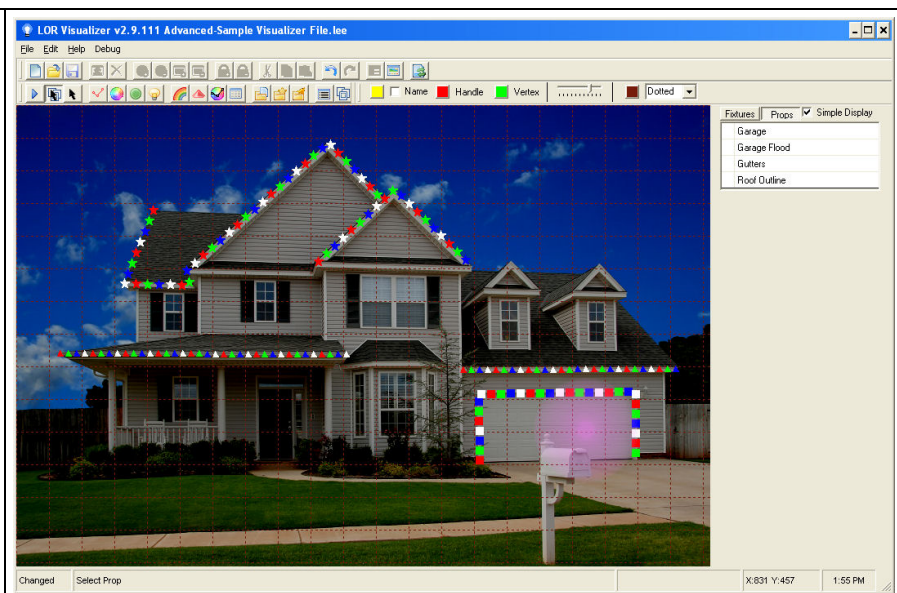 LOR Visualizer v2.9.111 Advanced-Sample Visualizer File.lee
File Edit Help Debug
Name Handle Vertex Dotted
Fixtures Props Simple Display
Garage
Garage Flood
Gutters
Roof Outline
Changed Select Prop X:831 Y:457 1:55 PM